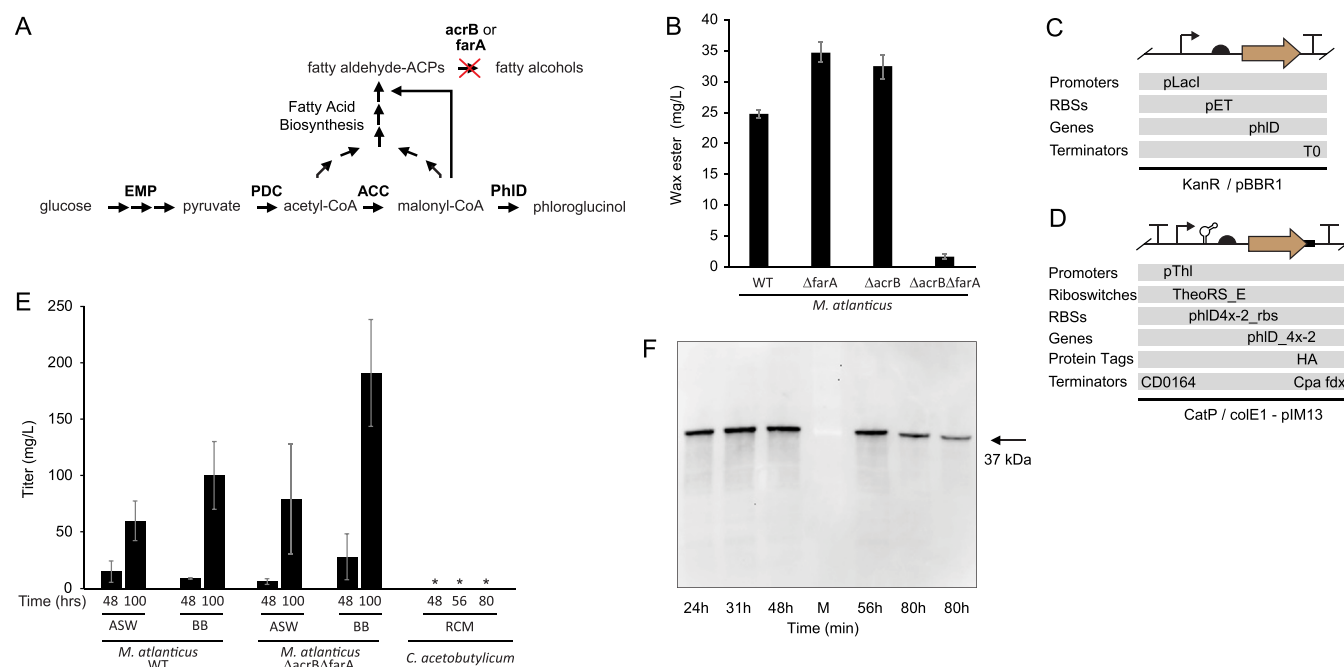 A
acrB or
farA
fatty aldehyde-ACPs fatty alcohols
Fatty Acid
Biosynthesis
EMP PDC ACC PhlD
glucose pyruvate acetyl-CoA malonyl-CoA phloroglucinol
B
Wax ester (mg/L)
40
35
30
25
20
15
10
5
0
WT ΔfarA ΔacrB ΔacrBΔfarA
M. atlanticus
C
Promoters pLacI
RBSs pET
Genes phlD
Terminators T0
KanR / pBBR1
D
Promoters pThl
Riboswitches TheoRS_E
RBSs phlD4x-2_rbs
Genes phlD_4x-2
Protein Tags HA
Terminators CD0164 Cpa fdx
CatP / colE1 - pIM13
E
Titer (mg/L)
250
200
150
100
50
0
* * *
Time (hrs) 48 100 48 100 48 100 48 100 48 56 80
ASW BB ASW BB RCM
M. atlanticus M. atlanticus C. acetobutylicum
WT ΔacrBΔfarA
F
37 kDa
24h 31h 48h M 56h 80h 80h
Time (min)